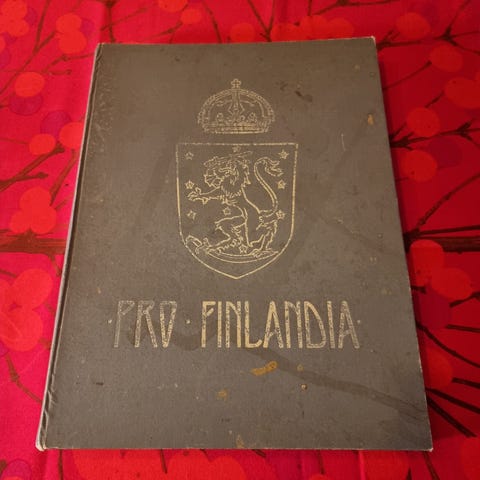 · PRO · FINLANDIA ·